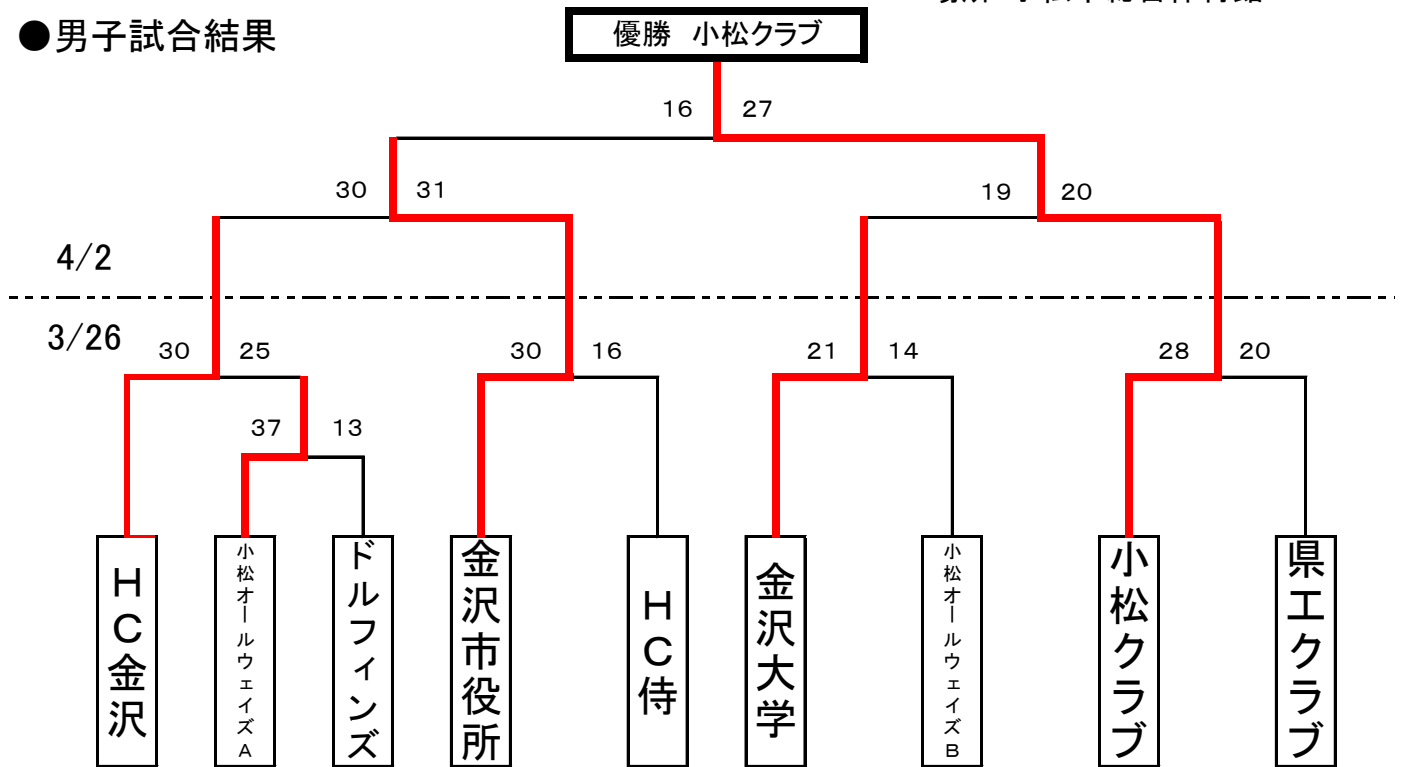 ●男子試合結果
優勝 小松クラブ
16 27
30 31
19 20
4/2
3/26
30 25
30 16
21 14
28 20
37 13
HC金沢
小松オールウェイズA
ドルフィンズ
金沢市役所
HC侍
金沢大学
小松オールウェイズB
小松クラブ
県工クラブ